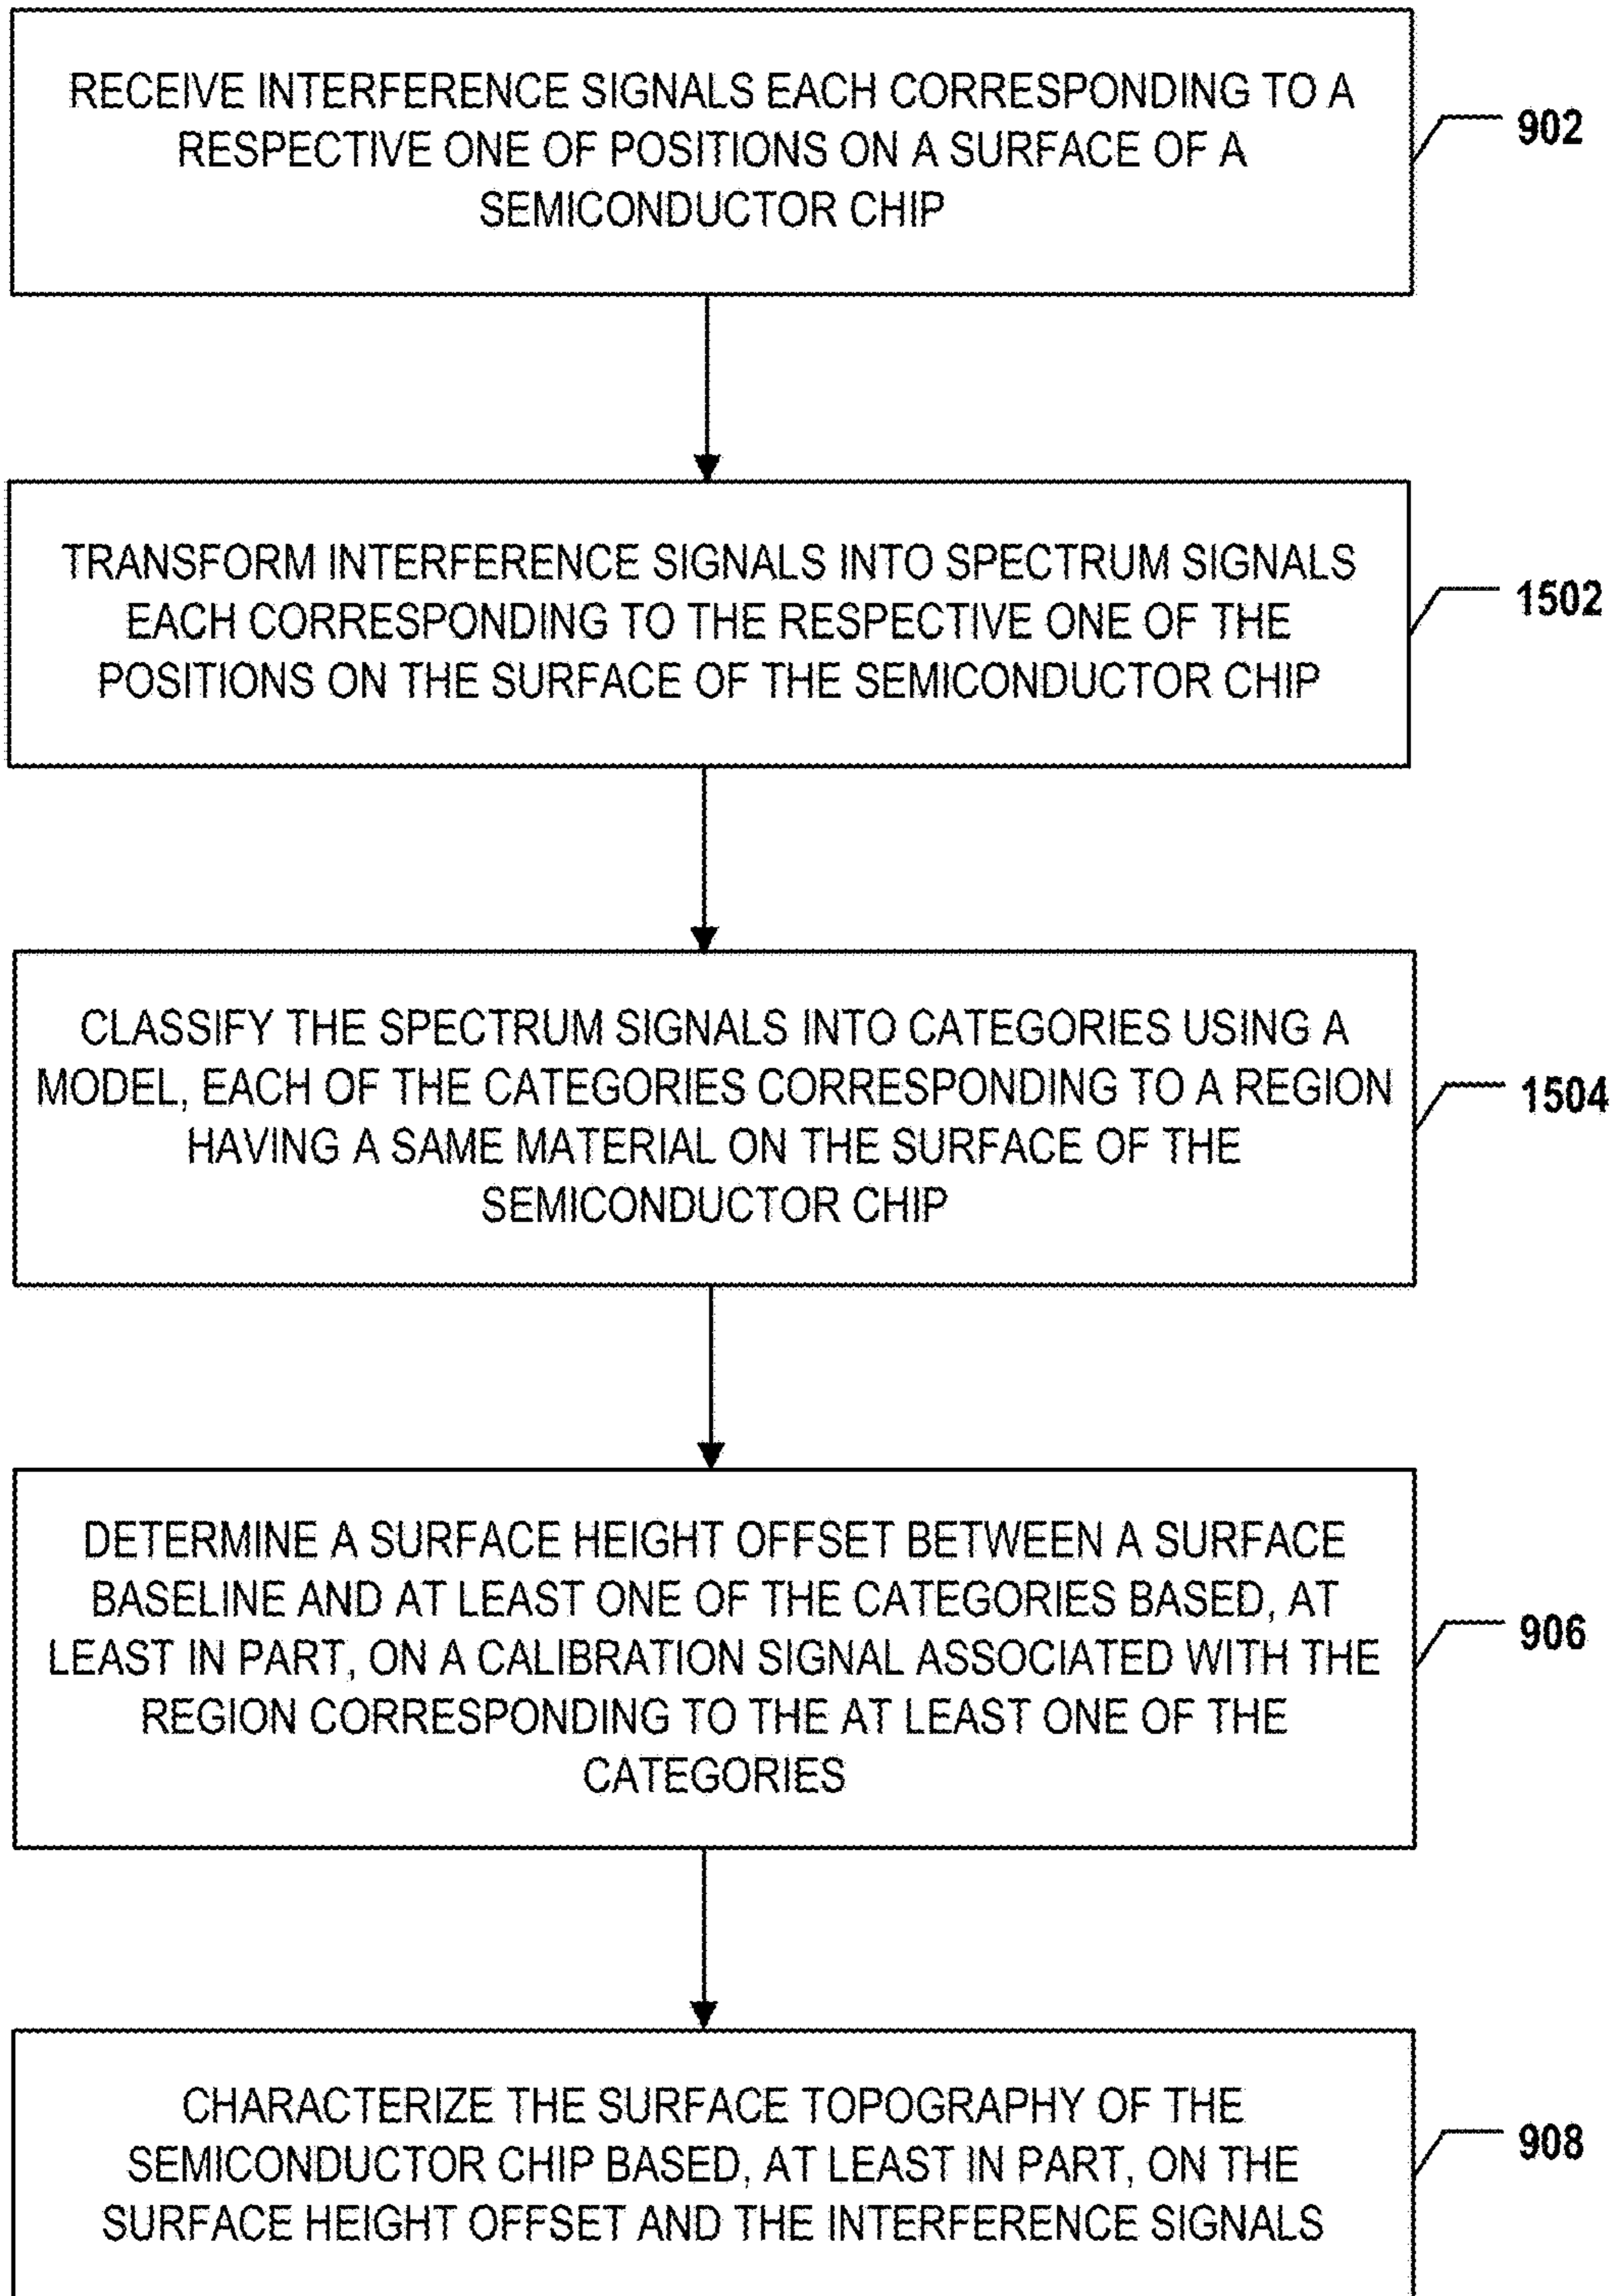 RECEIVE INTERFERENCE SIGNALS EACH CORRESPONDING TO A
RESPECTIVE ONE OF POSITIONS ON A SURFACE OF A
SEMICONDUCTOR CHIP
902
TRANSFORM INTERFERENCE SIGNALS INTO SPECTRUM SIGNALS
EACH CORRESPONDING TO THE RESPECTIVE ONE OF THE
POSITIONS ON THE SURFACE OF THE SEMICONDUCTOR CHIP
1502
CLASSIFY THE SPECTRUM SIGNALS INTO CATEGORIES USING A
MODEL, EACH OF THE CATEGORIES CORRESPONDING TO A REGION
HAVING A SAME MATERIAL ON THE SURFACE OF THE
SEMICONDUCTOR CHIP
1504
DETERMINE A SURFACE HEIGHT OFFSET BETWEEN A SURFACE
BASELINE AND AT LEAST ONE OF THE CATEGORIES BASED, AT
LEAST IN PART, ON A CALIBRATION SIGNAL ASSOCIATED WITH THE
REGION CORRESPONDING TO THE AT LEAST ONE OF THE
CATEGORIES
906
CHARACTERIZE THE SURFACE TOPOGRAPHY OF THE
SEMICONDUCTOR CHIP BASED, AT LEAST IN PART, ON THE
SURFACE HEIGHT OFFSET AND THE INTERFERENCE SIGNALS
908